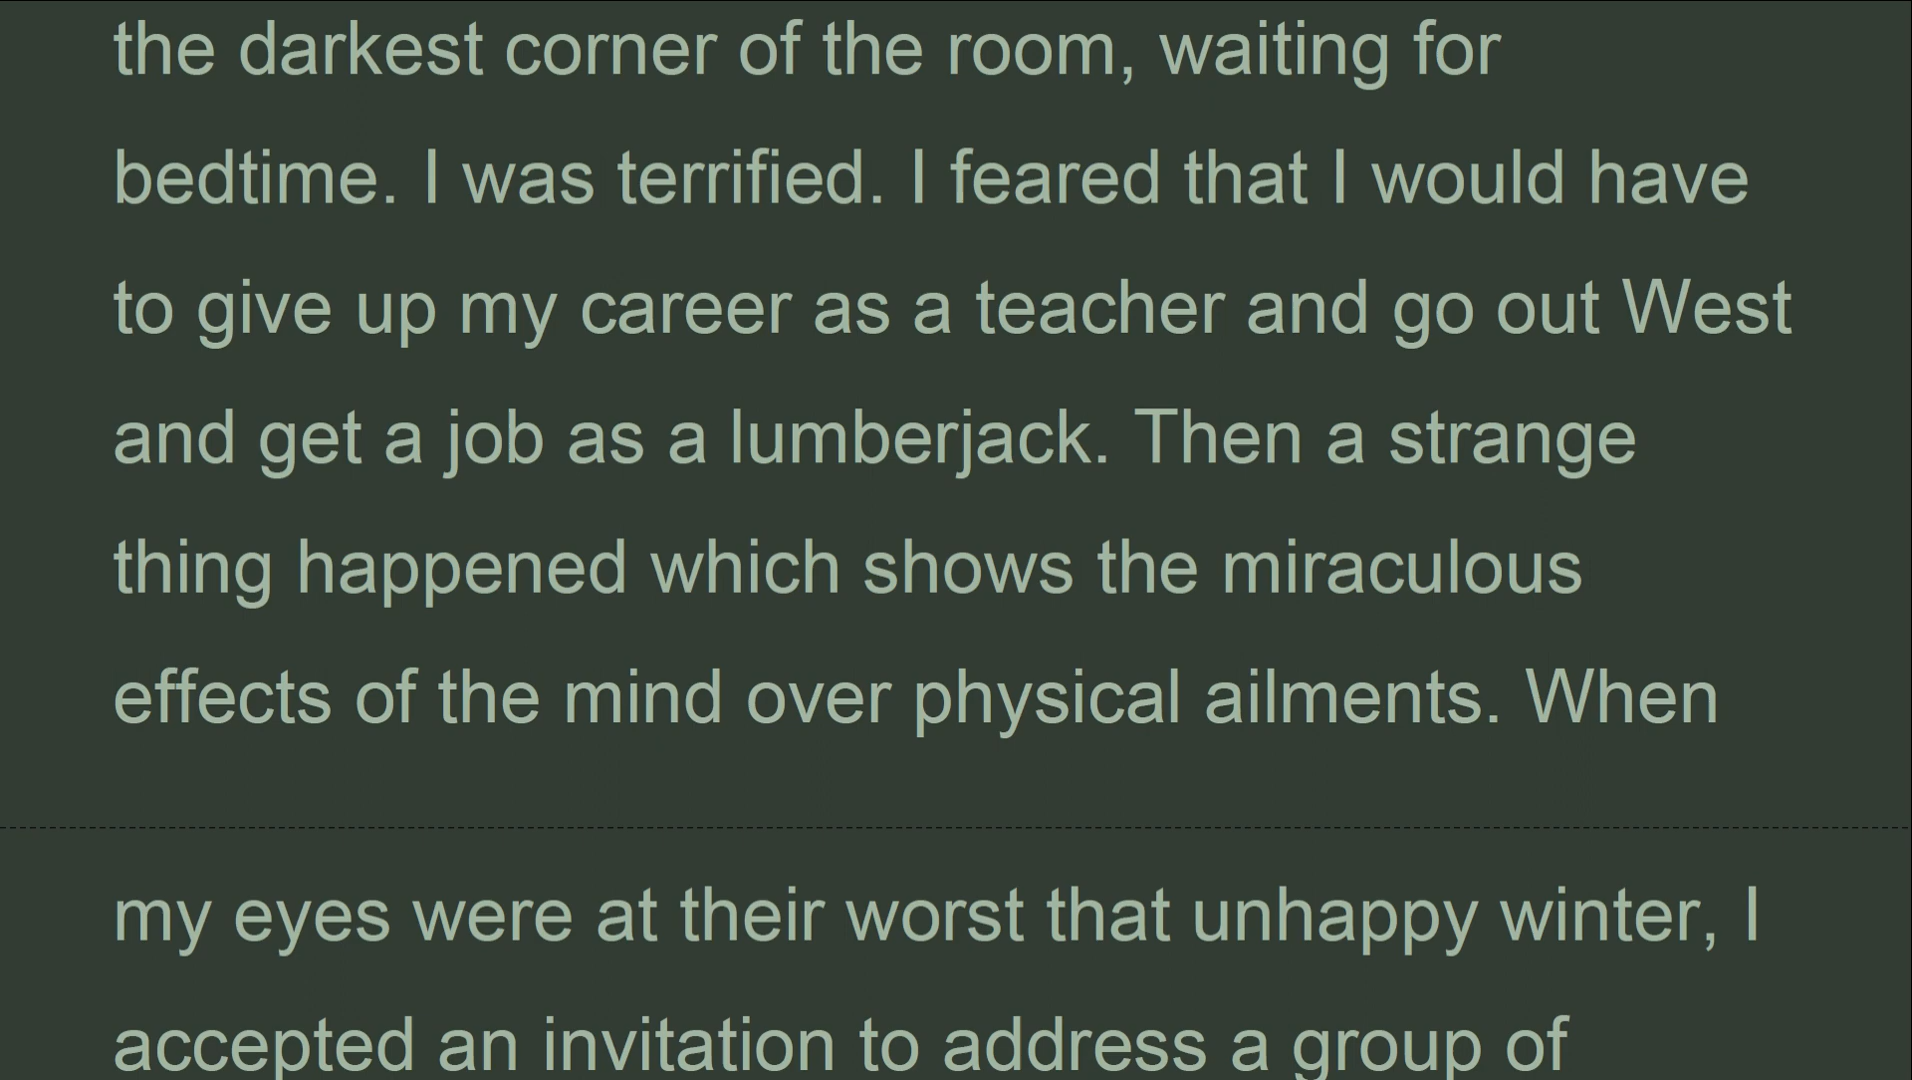 the darkest corner of the room, waiting for
bedtime. I was terrified. I feared that I would have
to give up my career as a teacher and go out West
and get a job as a lumberjack. Then a strange
thing happened which shows the miraculous
effects of the mind over physical ailments. When
my eyes were at their worst that unhappy winter, I
accepted an invitation to address a group of